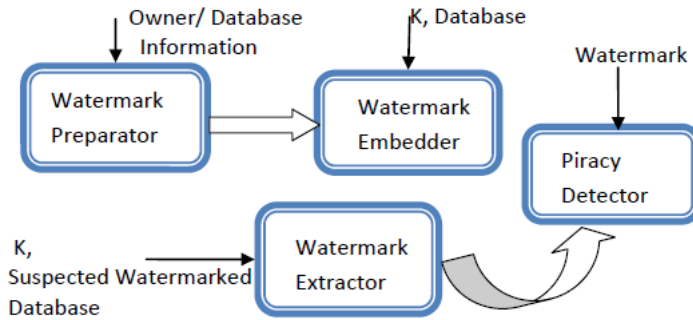 Owner/ Database
Information
K, Database
Watermark
Watermark
Preparator
Watermark
Embedder
Piracy
Detector
K,
Suspected Watermarked
Database
Watermark
Extractor